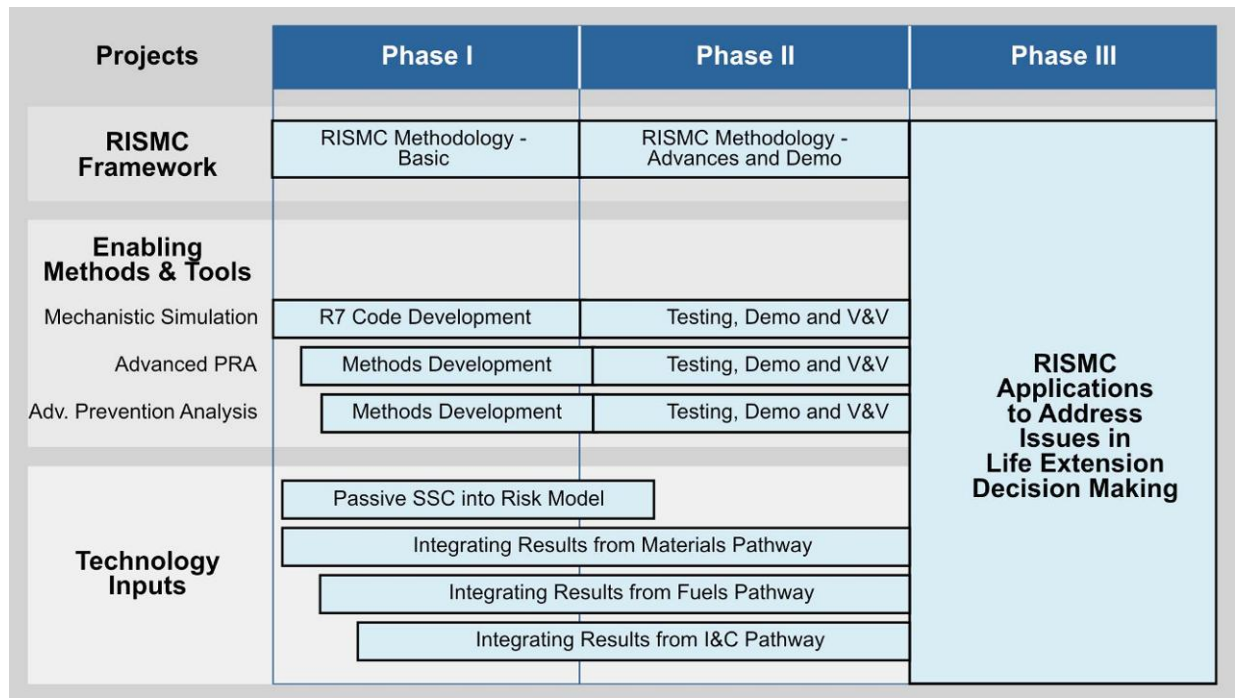 Projects
Phase I
Phase II
Phase III
RISMC
Framework
RISMC Methodology -
Basic
RISMC Methodology -
Advances and Demo
Enabling
Methods & Tools
Mechanistic Simulation
R7 Code Development
Testing, Demo and V&V
Advanced PRA
Methods Development
Testing, Demo and V&V
Adv. Prevention Analysis
Methods Development
Testing, Demo and V&V
Technology
Inputs
Passive SSC into Risk Model
Integrating Results from Materials Pathway
Integrating Results from Fuels Pathway
Integrating Results from I&C Pathway
RISMC
Applications
to Address
Issues in
Life Extension
Decision Making